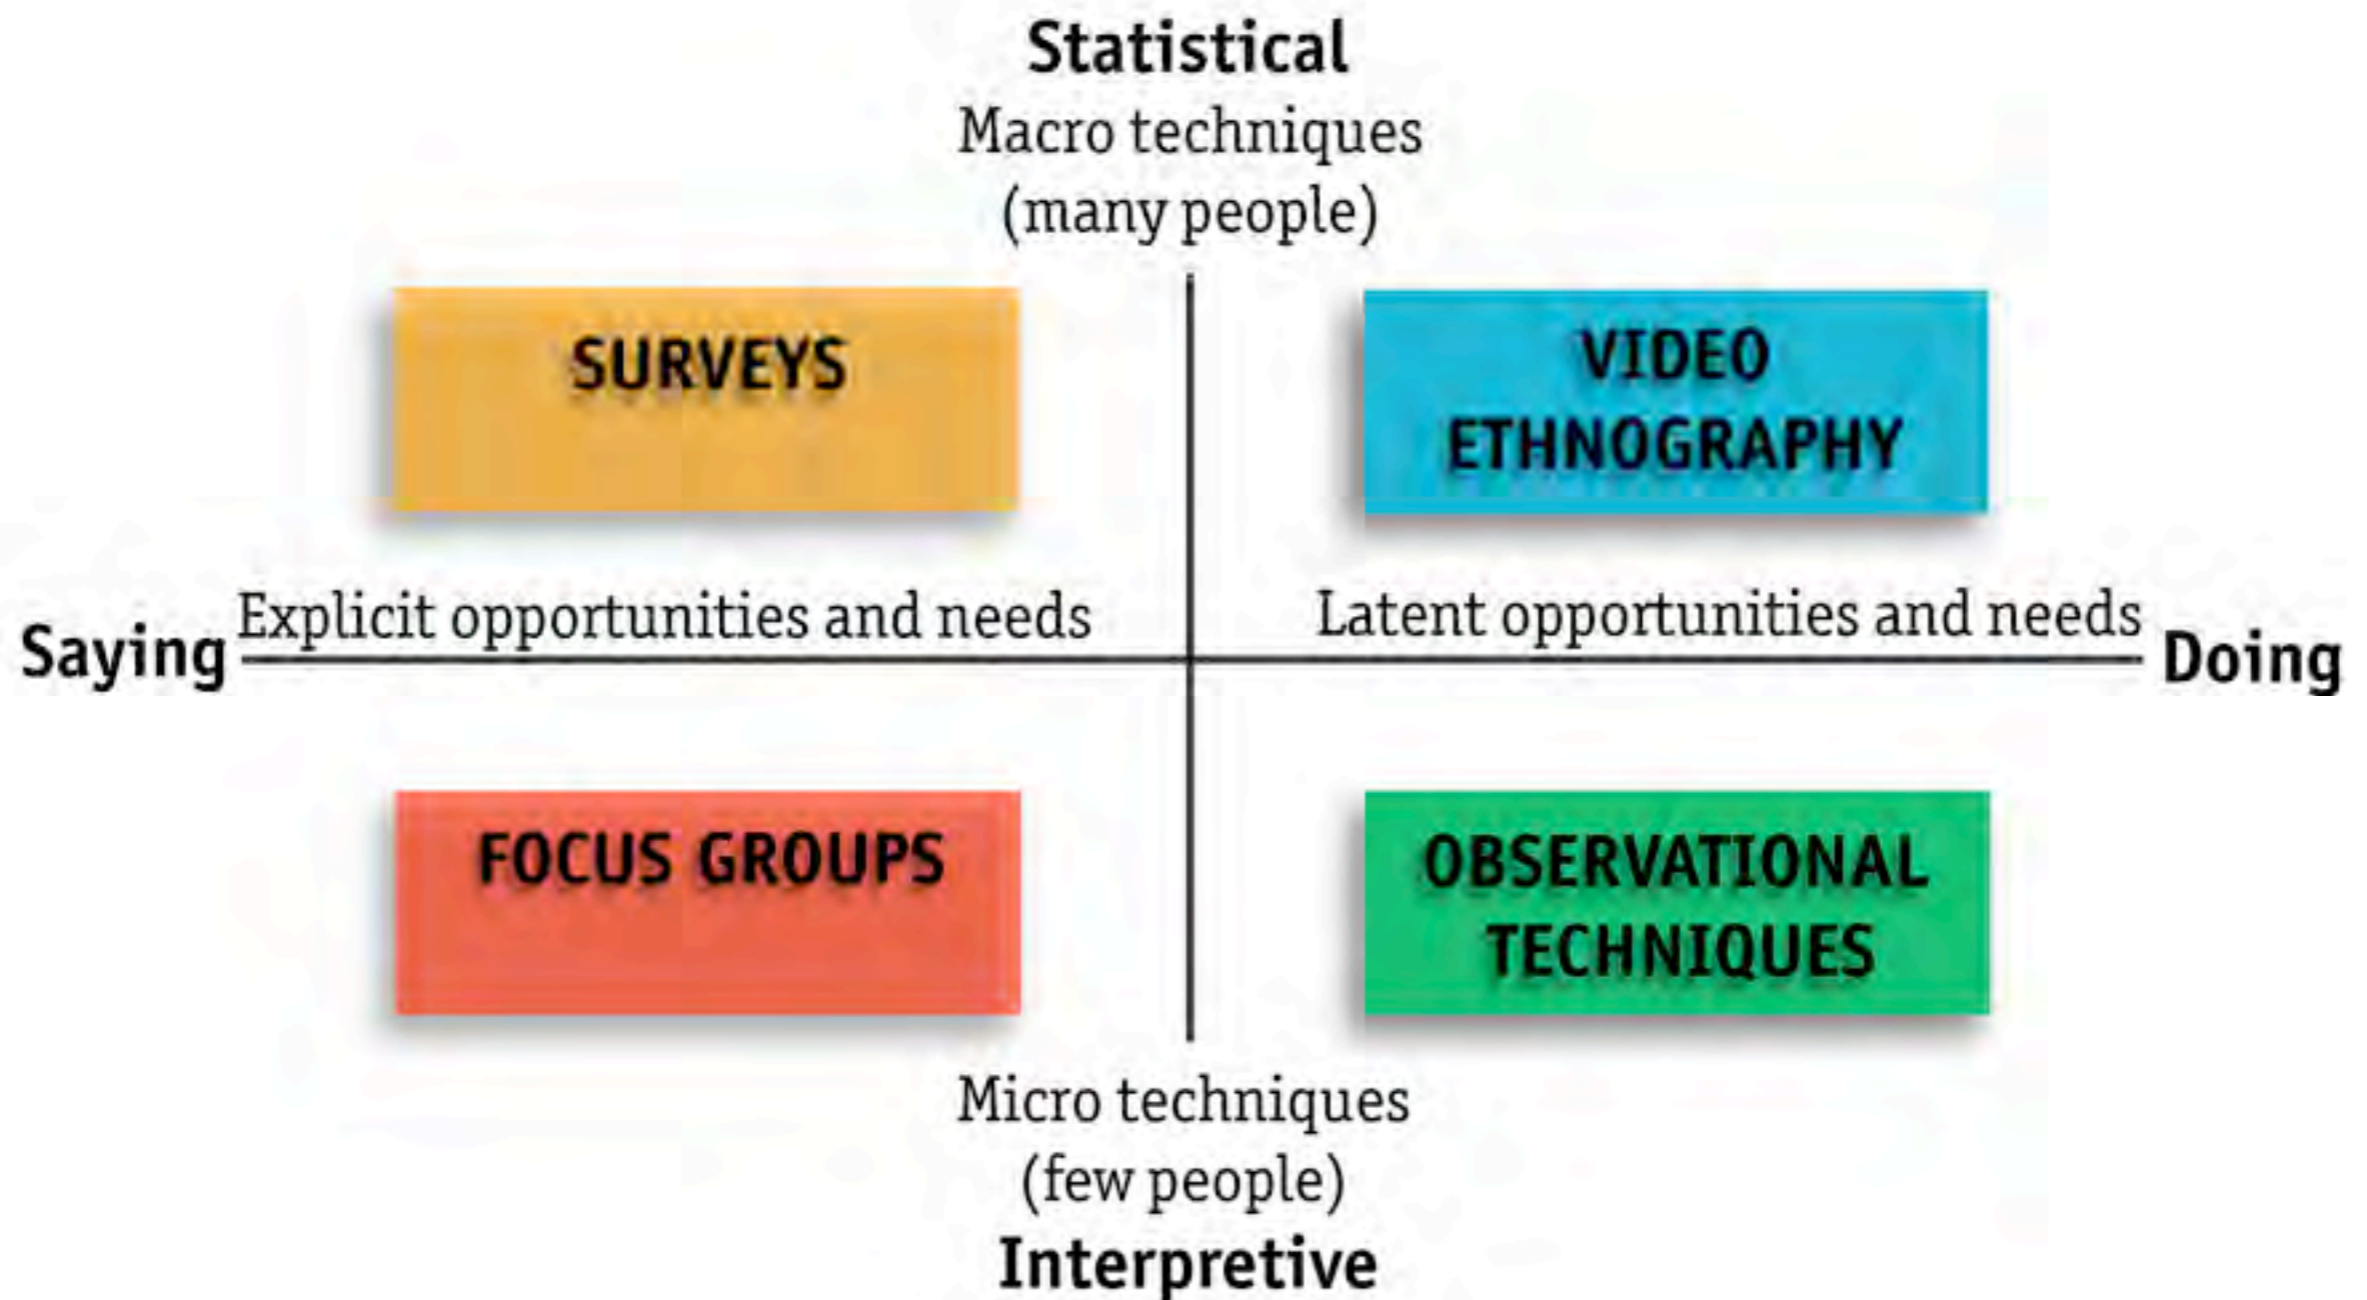 Statistical
Macro techniques
(many people)
SURVEYS
VIDEO
ETHNOGRAPHY
Explicit opportunities and needs
Latent opportunities and needs
Saying
Doing
FOCUS GROUPS
OBSERVATIONAL
TECHNIQUES
Micro techniques
(few people)
Interpretive